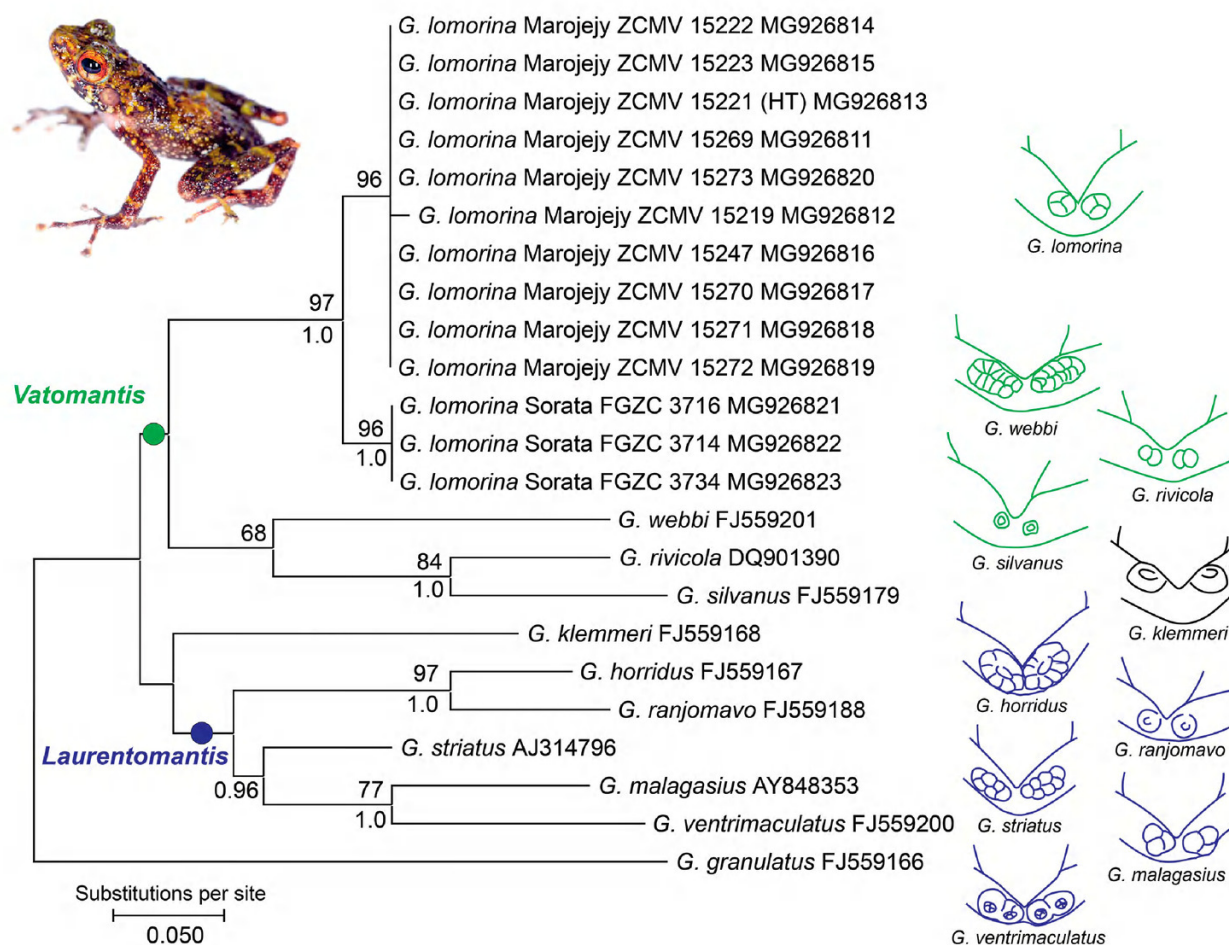 G. lomorina Marojejy ZCMV 15222 MG926814
G. lomorina Marojejy ZCMV 15223 MG926815
G. lomorina Marojejy ZCMV 15221 (HT) MG926813
G. lomorina Marojejy ZCMV 15269 MG926811
96
G. lomorina Marojejy ZCMV 15273 MG926820
G. lomorina Marojejy ZCMV 15219 MG926812
G. lomorina Marojejy ZCMV 15247 MG926816
97
1.0
G. lomorina Marojejy ZCMV 15270 MG926817
G. lomorina Marojejy ZCMV 15271 MG926818
G. lomorina Marojejy ZCMV 15272 MG926819
Vatomantis
G. lomorina Sorata FGZC 3716 MG926821
96
1.0
G. lomorina Sorata FGZC 3714 MG926822
G. lomorina Sorata FGZC 3734 MG926823
68
G. webbi FJ559201
84
1.0
G. rivicola DQ901390
G. silvanus FJ559179
G. klemmeri FJ559168
97
1.0
G. horridus FJ559167
G. ranjomavo FJ559188
Laurentomantis
G. striatus AJ314796
0.96
77
1.0
G. malagasius AY848353
G. ventrimaculatus FJ559200
G. granulatus FJ559166
Substitutions per site
0.050
G. lomorina
G. webbi
G. rivicola
G. silvanus
G. klemmeri
G. horridus
G. ranjomavo
G. striatus
G. malagasius
G. ventrimaculatus